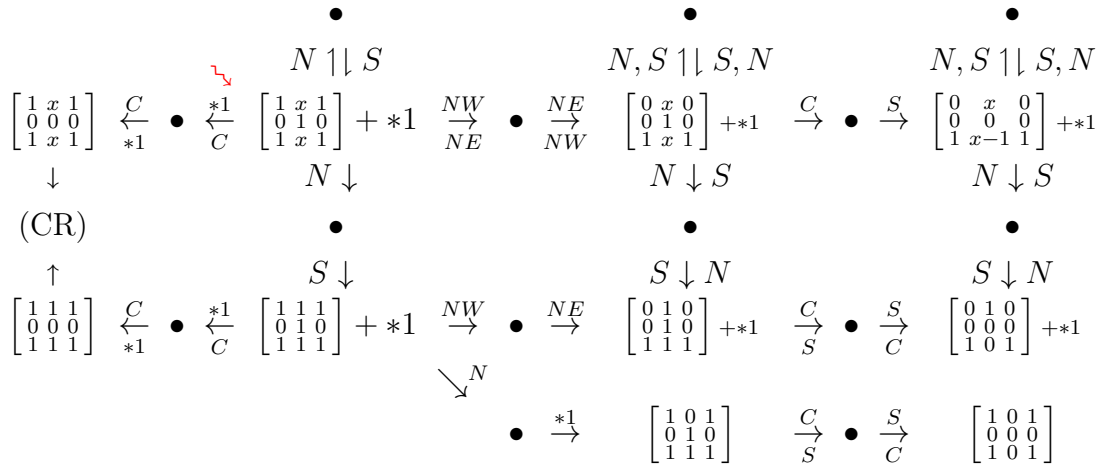 • • •
N ↿⇂ S N, S ↿⇂ S, N N, S ↿⇂ S, N
[1 x 1 / 0 0 0 / 1 x 1] C ← *1 • *1 ← C [1 x 1 / 0 1 0 / 1 x 1] + *1 NW → NE • NE → NW [0 x 0 / 0 1 0 / 1 x 1] +*1 C → • S → [0 x 0 / 0 0 0 / 1 x−1 1] +*1
↓ N ↓ N ↓ S N ↓ S
(CR) • • •
↑ S ↓ S ↓ N S ↓ N
[1 1 1 / 0 0 0 / 1 1 1] C ← *1 • *1 ← C [1 1 1 / 0 1 0 / 1 1 1] + *1 NW → • NE → [0 1 0 / 0 1 0 / 1 1 1] +*1 C → S • S → C [0 1 0 / 0 0 0 / 1 0 1] +*1
↘ N
• *1 → [1 0 1 / 0 1 0 / 1 1 1] C → S • S → C [1 0 1 / 0 0 0 / 1 0 1]